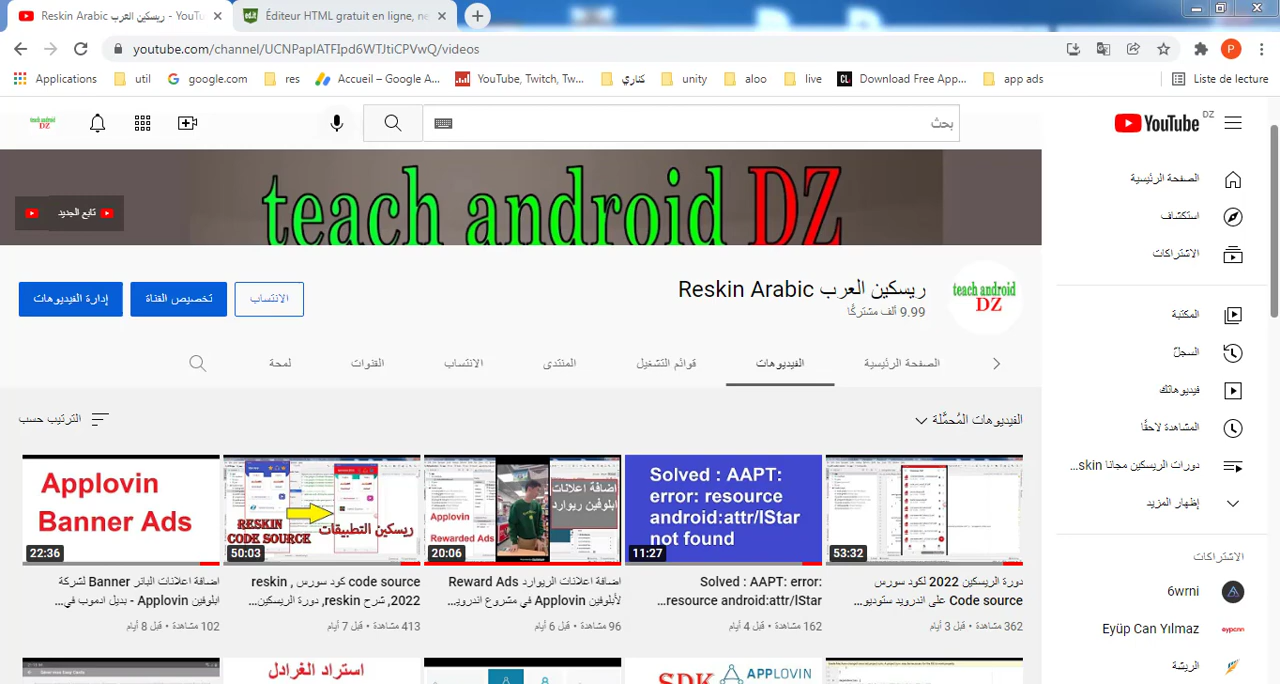 Reskin Arabic ريسكين العرب - YouTu
Éditeur HTML gratuit en ligne, ne
youtube.com/channel/UCNPaplATFIpd6WTJtiCPVwQ/videos
P
Applications
util
google.com
res
Accueil – Google A...
YouTube, Twitch, Tw...
كناري
unity
aloo
live
CL
Download Free App...
app ads
Liste de lecture
teach android
DZ
بحث
YouTube DZ
teach android DZ
تابع الجديد
الصفحة الرئيسية
استكشاف
الاشتراكات
المكتبة
السجلّ
فيديوهاتك
المشاهدة لاحقًا
دورات الريسكين مجانا skin...
إظهار المزيد
الاشتراكات
6wrni
Eyüp Can Yılmaz
eypcnn
الريشة
teach android
DZ
ريسكين العرب Reskin Arabic
9.99 ألف مشتركًا
الانتساب
تخصيص القناة
إدارة الفيديوهات
الصفحة الرئيسية
الفيديوهات
قوائم التشغيل
المنتدى
الانتساب
القنوات
لمحة
الفيديوهات المُحمَّلة
الترتيب حسب
53:32
دورة الريسكين 2022 لكود سورس
Code source على اندرويد ستوديو...
362 مشاهدة • قبل 3 أيام
Solved : AAPT:
error: resource
android:attr/lStar
not found
11:27
Solved : AAPT: error:
resource android:attr/lStar...
162 مشاهدة • قبل 4 أيام
اضافة اعلانات
ابلوفين ريوارد
Applovin
Rewarded Ads
20:06
اضافة اعلانات الريوارد Reward Ads
لأبلوفين Applovin في مشروع اندرويد...
96 مشاهدة • قبل 6 أيام
RESKIN
CODE SOURCE
ريسكين التطبيقات
50:03
reskin , كود سورس code source
2022, شرح reskin, دورة الريسكين...
413 مشاهدة • قبل 7 أيام
Applovin
Banner Ads
22:36
اضافة اعلانات البانر Banner لشركة
ابلوفين Applovin - بديل ادموب في...
102 مشاهدة • قبل 8 أيام
SDK
APPLOVIN
استراد الغرادل